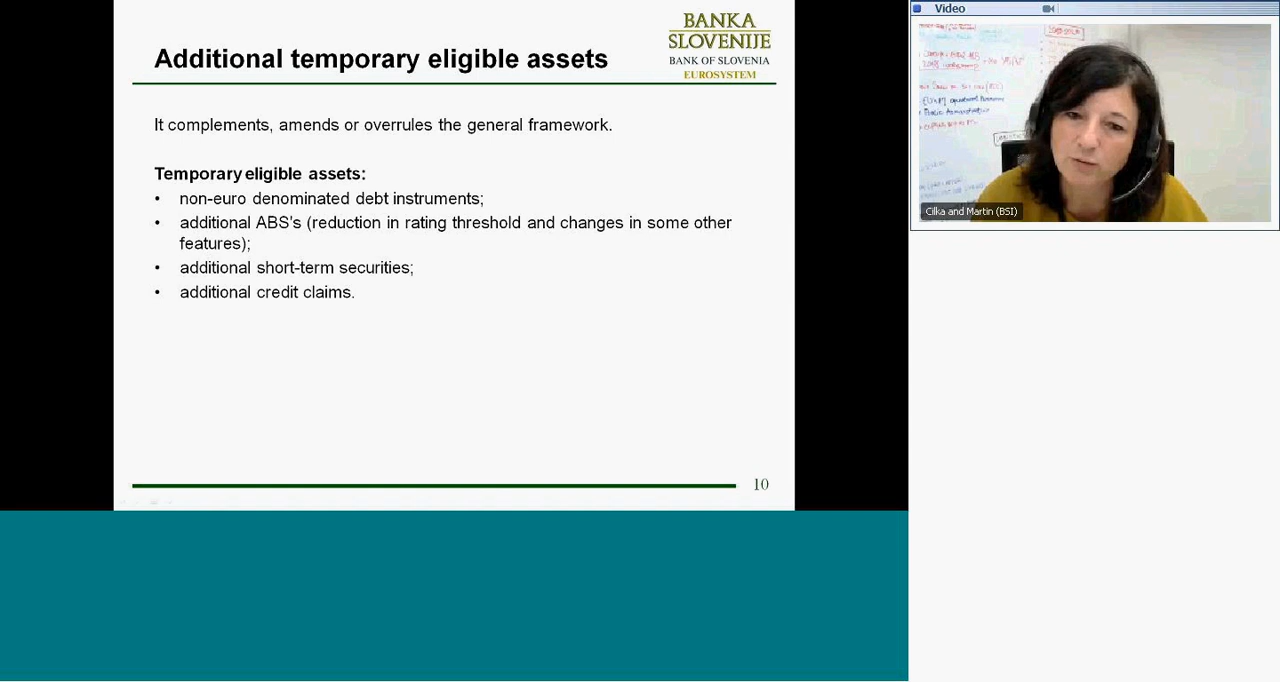 BANKA
SLOVENIJE
BANK OF SLOVENIA
EUROSYSTEM
Additional temporary eligible assets
It complements, amends or overrules the general framework.
Temporary eligible assets:
• non-euro denominated debt instruments;
• additional ABS's (reduction in rating threshold and changes in some other
features);
• additional short-term securities;
• additional credit claims.
10
Video
Cilka and Martin (BSI)